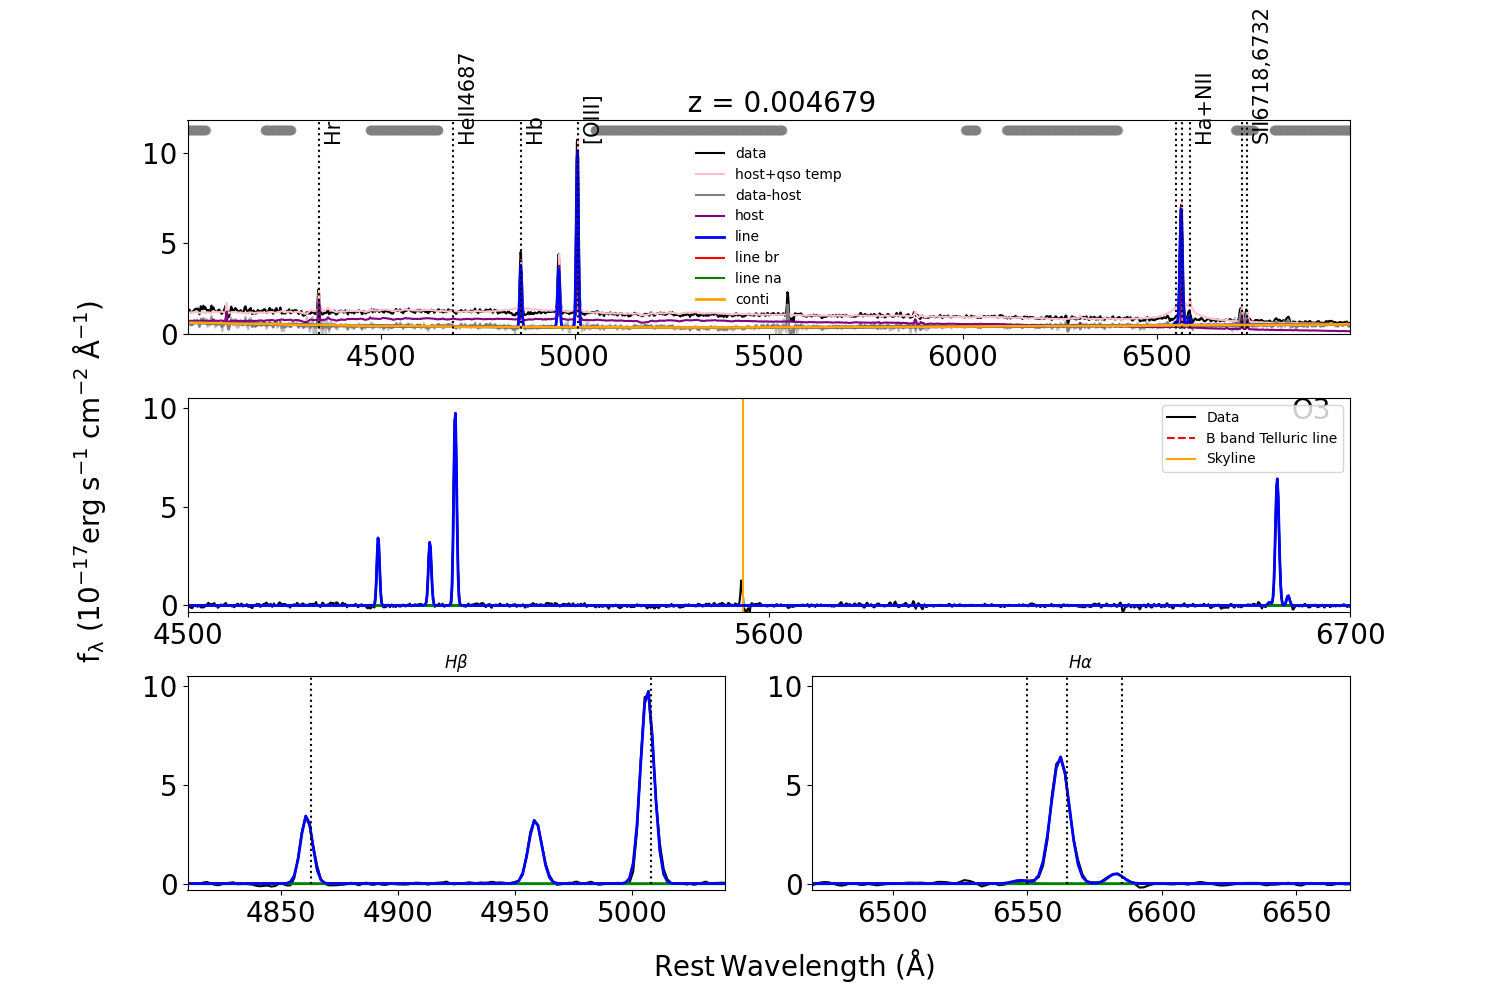 z = 0.004679
Hr
HeII4687
Hb
[OIII]
Ha+NII
SII6718,6732
10
5
0
data
host+qso temp
data-host
host
line
line br
line na
conti
4500 5000 5500 6000 6500
f_λ (10^{-17}erg s^{-1} cm^{-2} Å^{-1})
O3
10
5
0
Data
B band Telluric line
Skyline
4500 5600 6700
Hβ
10
5
0
4850 4900 4950 5000
Hα
10
5
0
6500 6550 6600 6650
Rest Wavelength (Å)